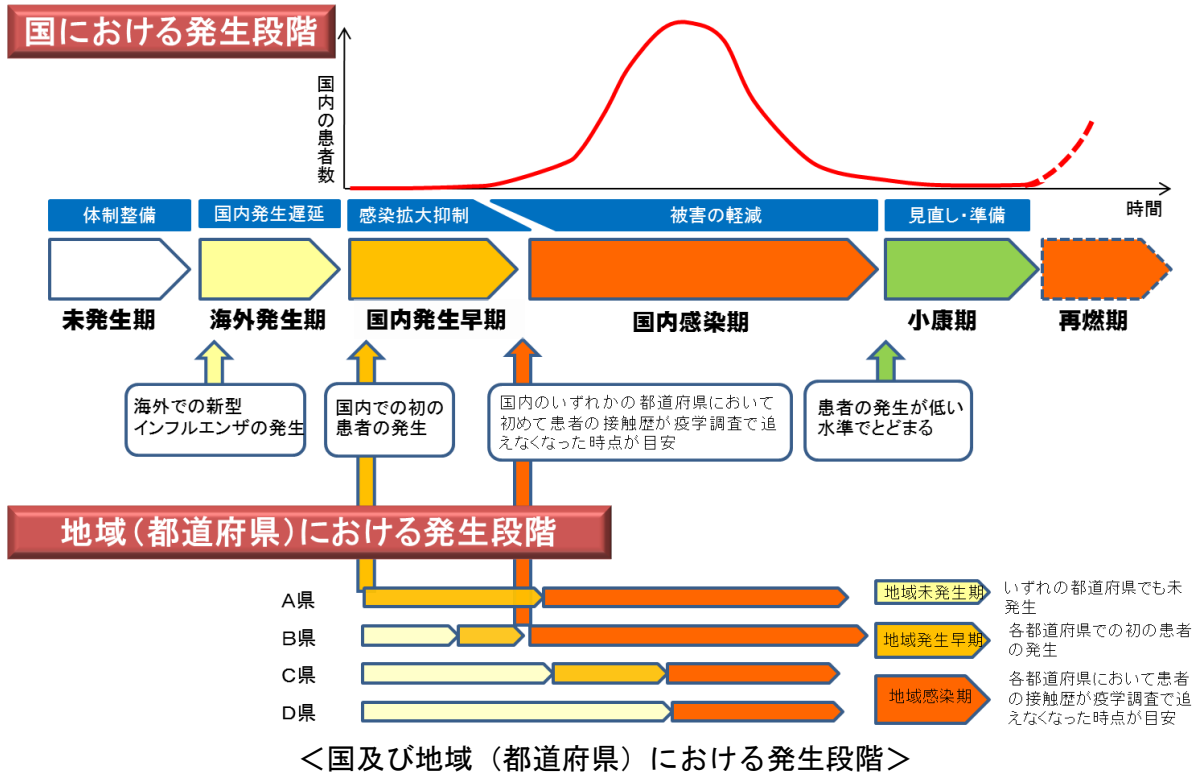 国における発生段階
国内の患者数
時間
体制整備
国内発生遅延
感染拡大抑制
被害の軽減
見直し・準備
未発生期
海外発生期
国内発生早期
国内感染期
小康期
再燃期
海外での新型
インフルエンザの発生
国内での初の
患者の発生
国内のいずれかの都道府県において
初めて患者の接触歴が疫学調査で追
えなくなった時点が目安
患者の発生が低い
水準でとどまる
地域(都道府県)における発生段階
A県
B県
C県
D県
地域未発生期
いずれの都道府県でも未
発生
地域発生早期
各都道府県での初の患者
の発生
地域感染期
各都道府県において患者
の接触歴が疫学調査で追
えなくなった時点が目安
<国及び地域(都道府県)における発生段階>